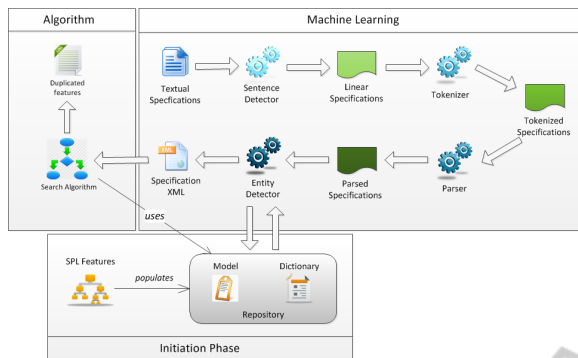 Algorithm
Machine Learning
Duplicated
features
Search Algorithm
Textual
Specfications
Sentence
Detector
Linear
Specifications
Tokenizer
Tokenized
Specifications
XML
Specification
XML
Entity
Detector
Parsed
Specifications
Parser
uses
SPL Features
populates
Model
Dictionary
Repository
Initiation Phase